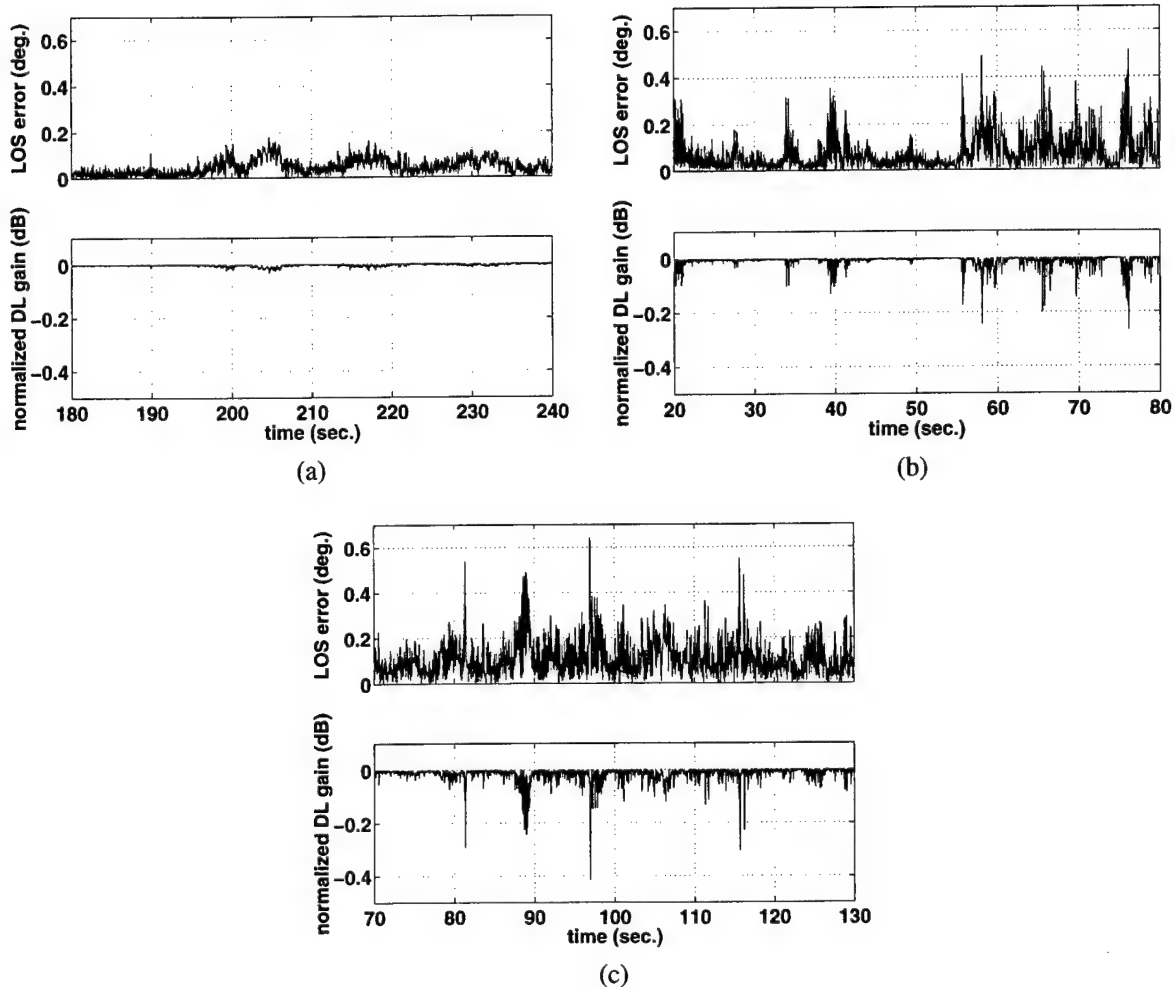 LOS error (deg.)
0.6
0.4
0.2
0
normalized DL gain (dB)
0
−0.2
−0.4
180 190 200 210 220 230 240
time (sec.)
(a)
LOS error (deg.)
0.6
0.4
0.2
0
normalized DL gain (dB)
0
−0.2
−0.4
20 30 40 50 60 70 80
time (sec.)
(b)
LOS error (deg.)
0.6
0.4
0.2
0
normalized DL gain (dB)
0
−0.2
−0.4
70 80 90 100 110 120 130
time (sec.)
(c)